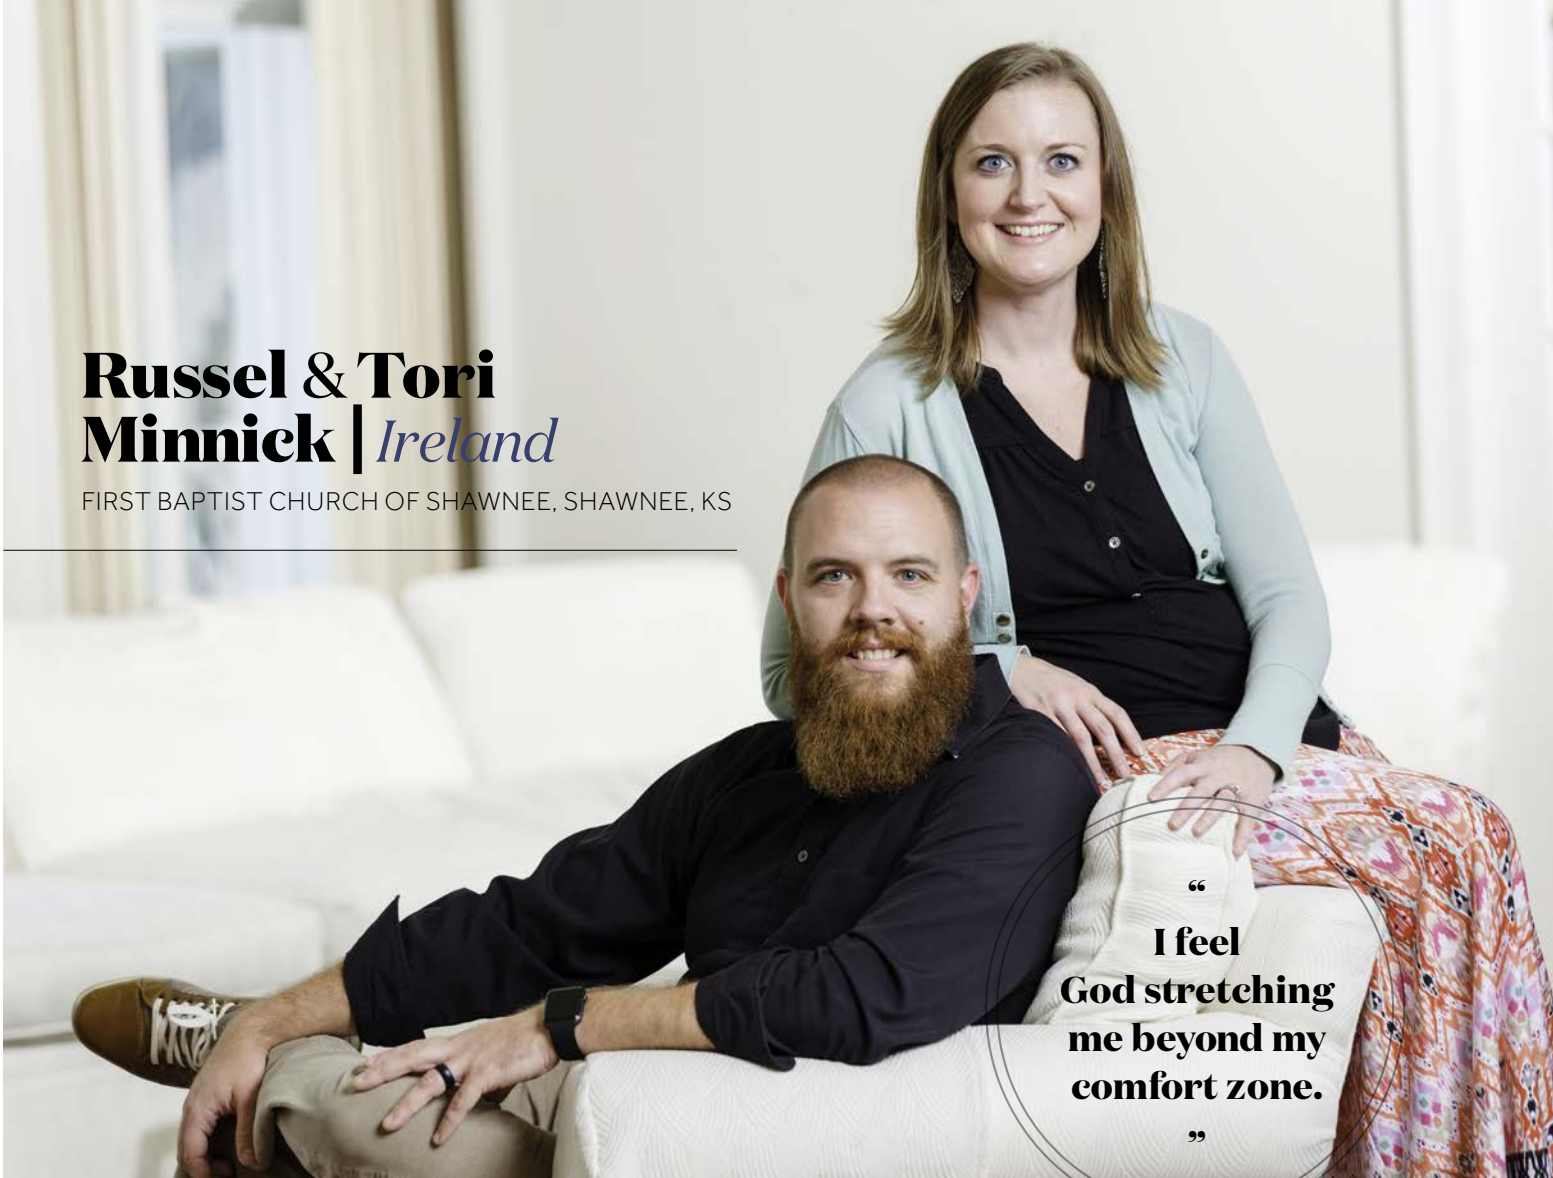 Russel & Tori
Minnick | Ireland
FIRST BAPTIST CHURCH OF SHAWNEE, SHAWNEE, KS
“
I feel
God stretching
me beyond my
comfort zone.
”